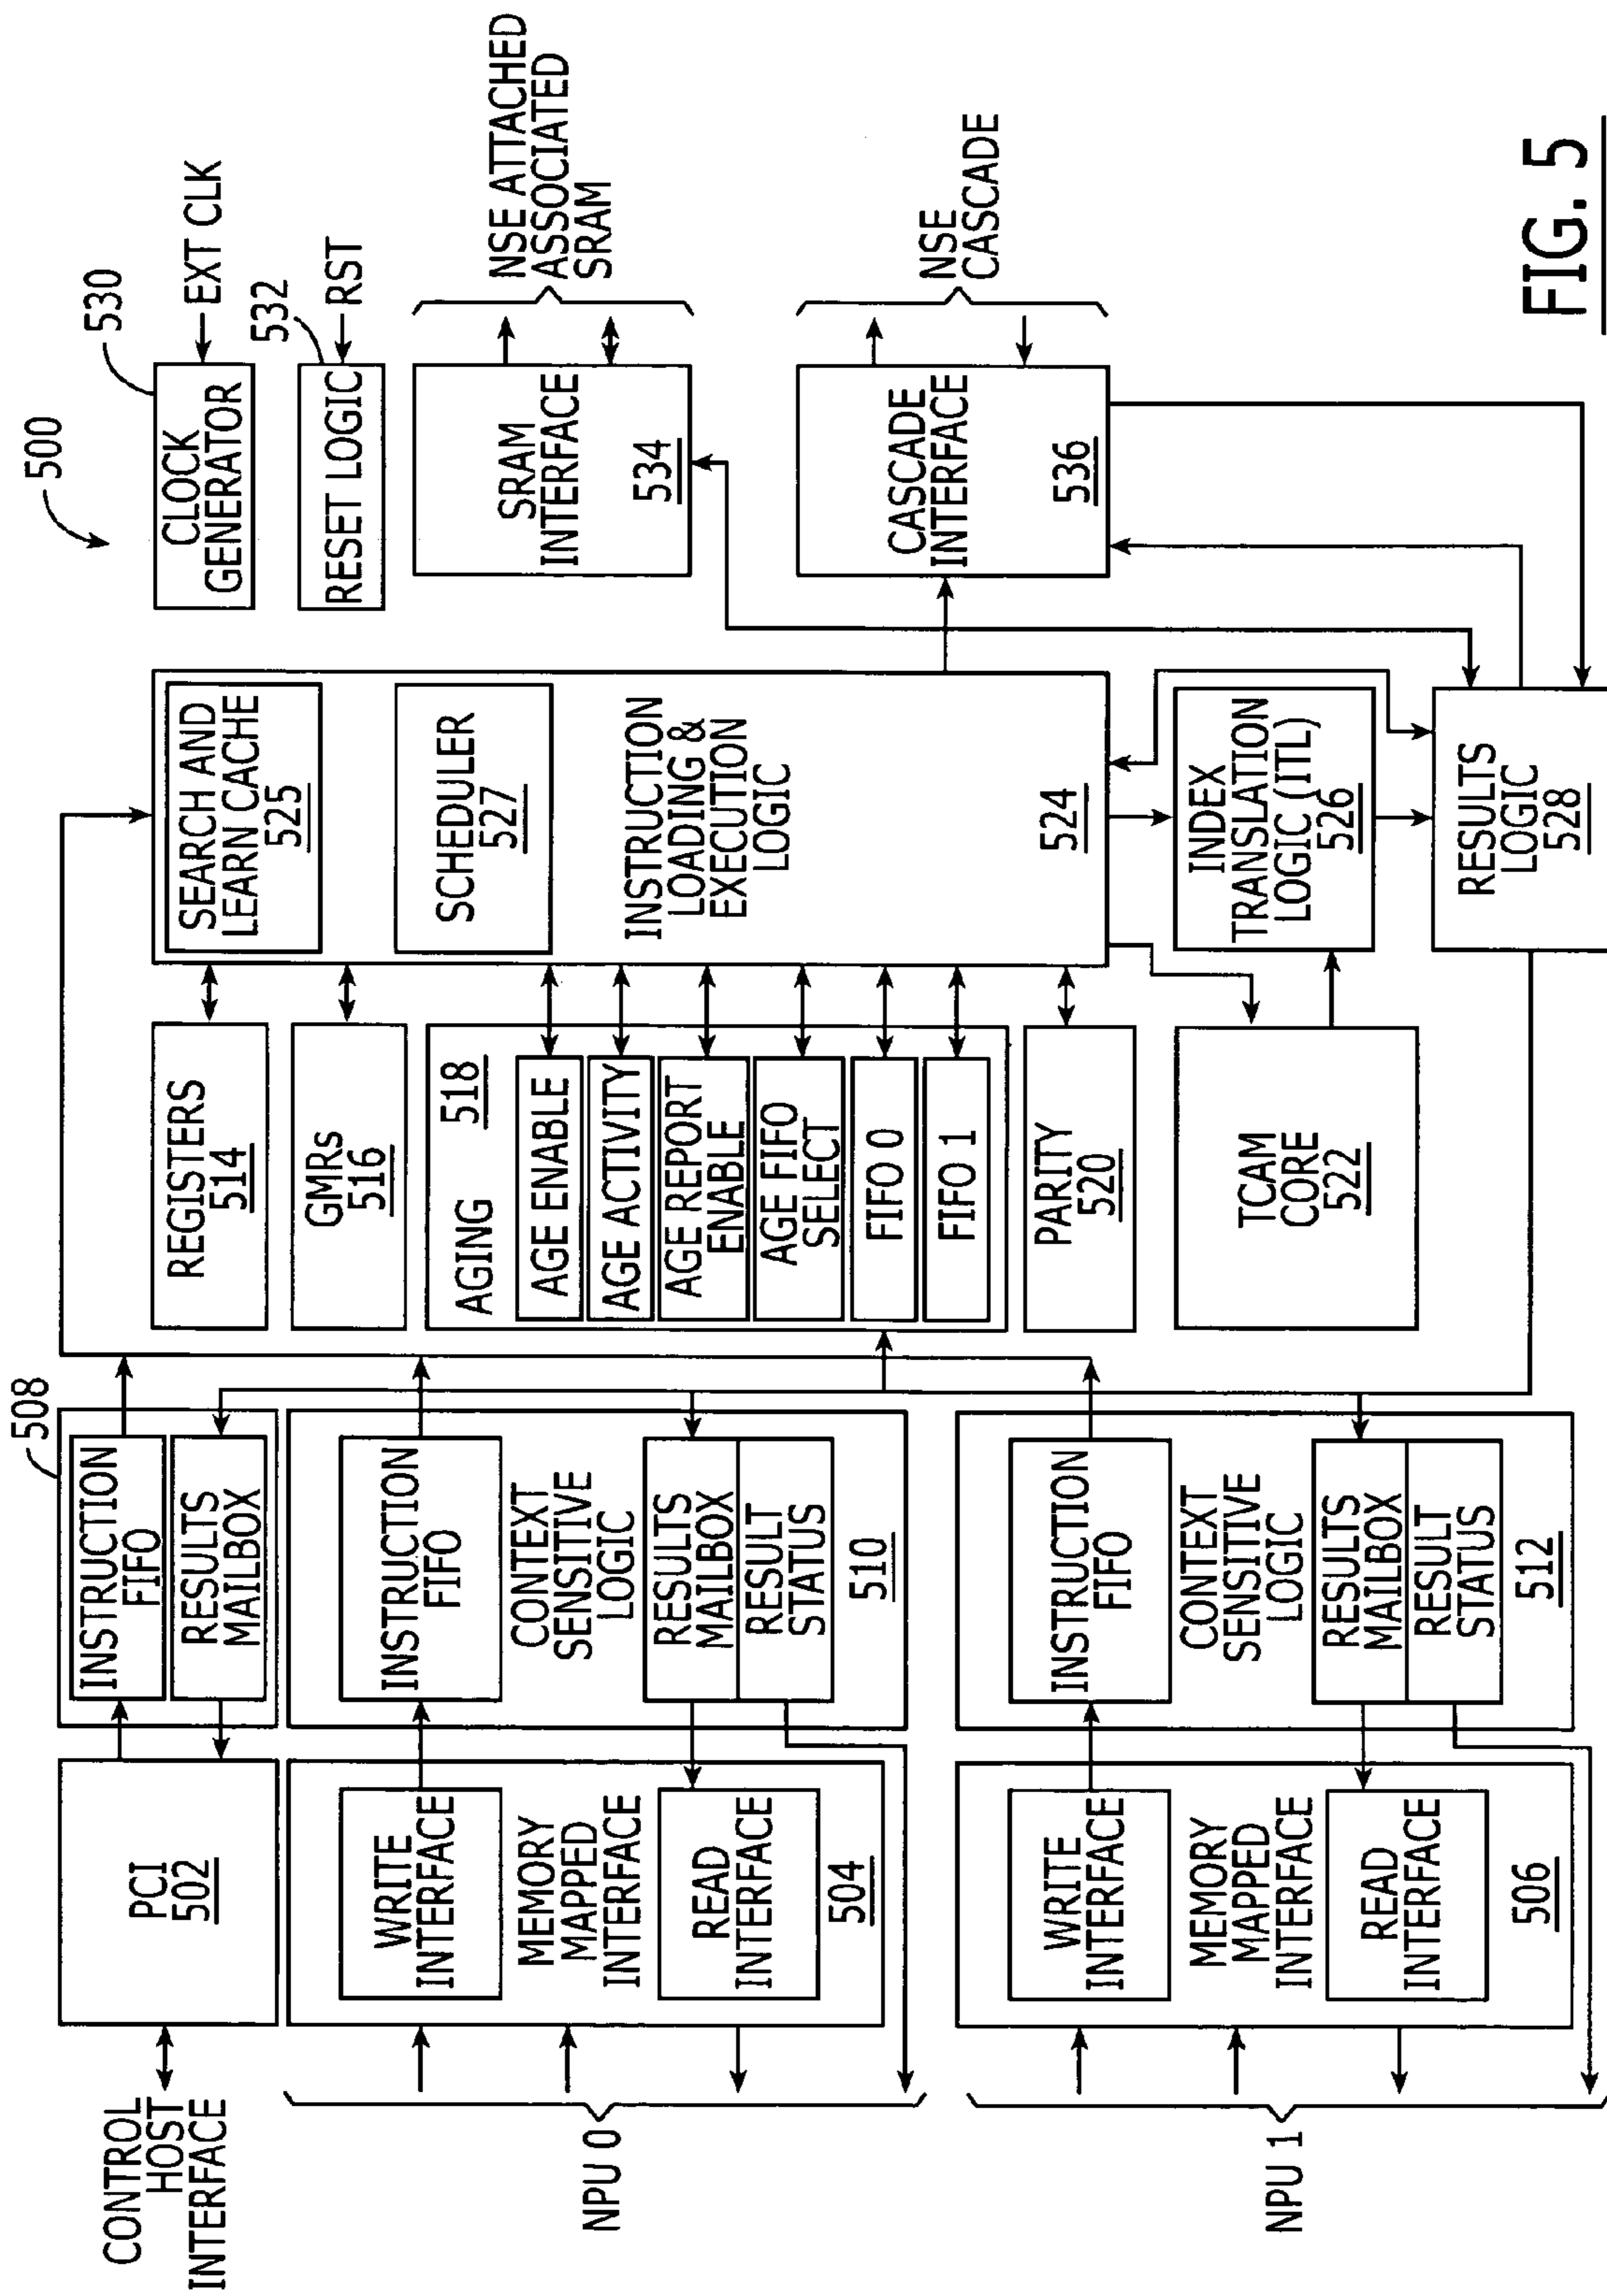 500
530
CLOCK
GENERATOR
EXT CLK
532
RESET LOGIC
RST
SRAM
INTERFACE
534
NSE ATTACHED
ASSOCIATED
SRAM
CASCADE
INTERFACE
536
NSE
CASCADE
SEARCH AND
LEARN CACHE
525
SCHEDULER
527
INSTRUCTION
LOADING &
EXECUTION
LOGIC
524
INDEX
TRANSLATION
LOGIC (ITL)
526
RESULTS
LOGIC
528
REGISTERS
514
GMRs
516
AGING
518
AGE ENABLE
AGE ACTIVITY
AGE REPORT
ENABLE
AGE FIFO
SELECT
FIFO 0
FIFO 1
PARITY
520
TCAM
CORE
522
508
INSTRUCTION
FIFO
RESULTS
MAILBOX
INSTRUCTION
FIFO
CONTEXT
SENSITIVE
LOGIC
RESULTS
MAILBOX
RESULT
STATUS
510
INSTRUCTION
FIFO
CONTEXT
SENSITIVE
LOGIC
RESULTS
MAILBOX
RESULT
STATUS
512
PCI
502
WRITE
INTERFACE
MEMORY
MAPPED
INTERFACE
READ
INTERFACE
504
WRITE
INTERFACE
MEMORY
MAPPED
INTERFACE
READ
INTERFACE
506
CONTROL
HOST
INTERFACE
NPU 0
NPU 1
FIG. 5